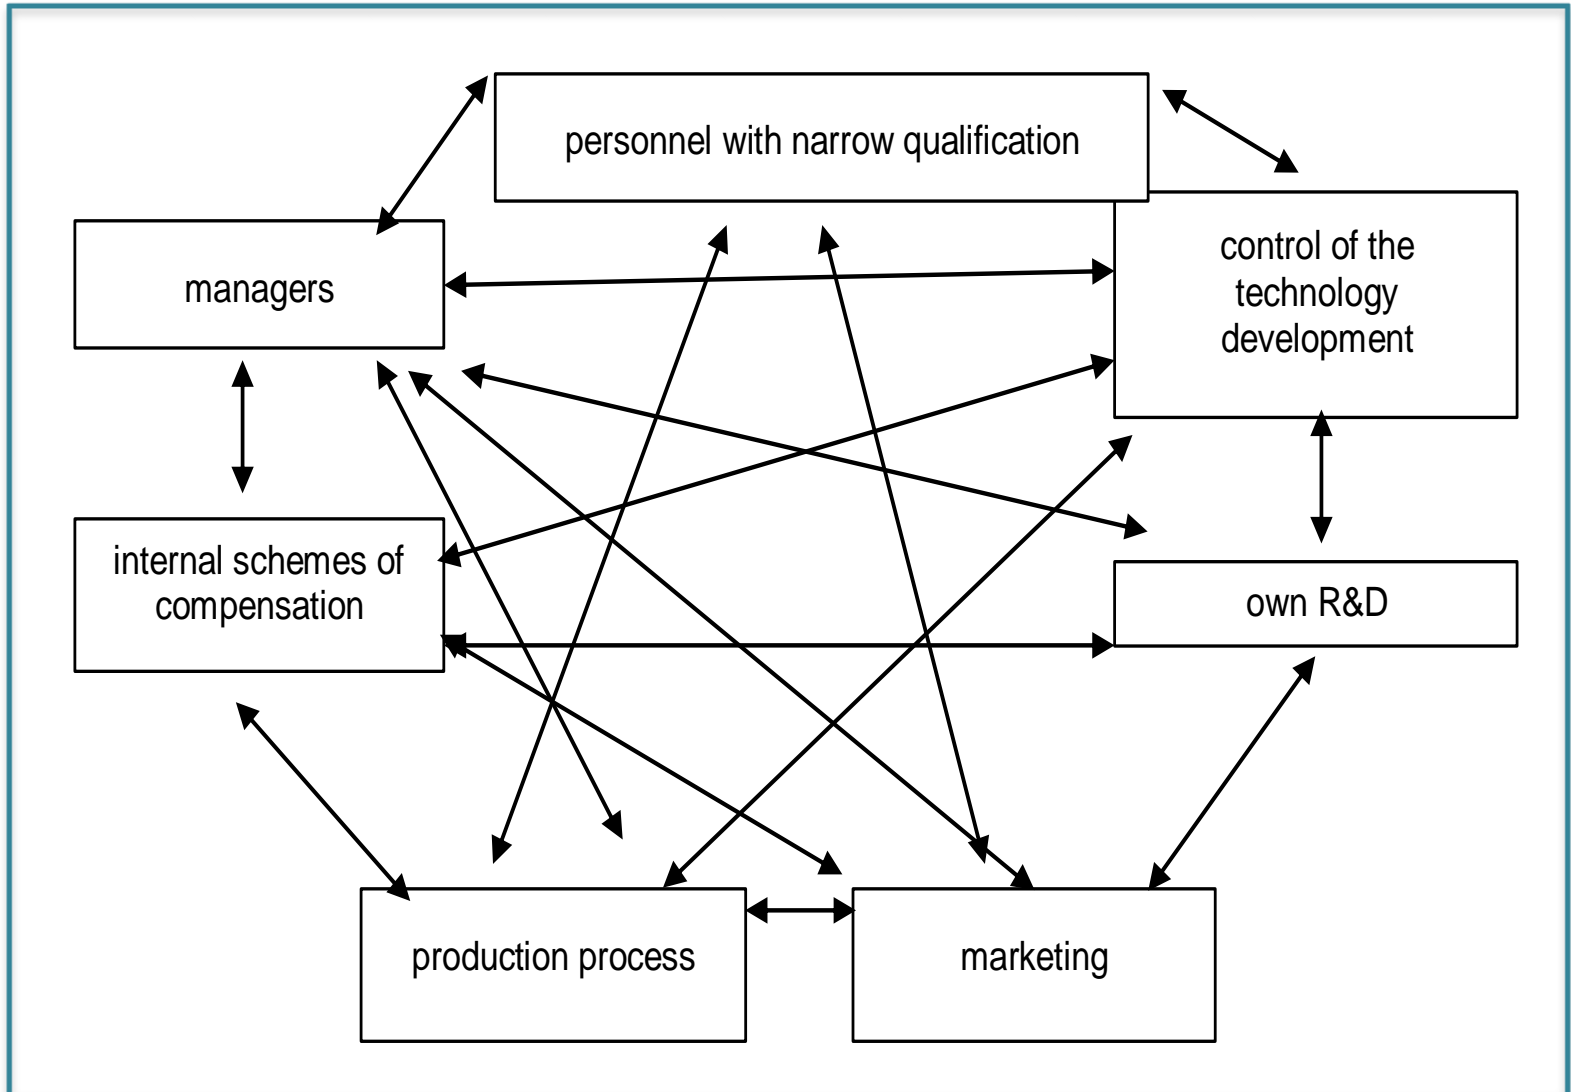 personnel with narrow qualification
managers
control of the
technology
development
internal schemes of
compensation
own R&D
production process
marketing